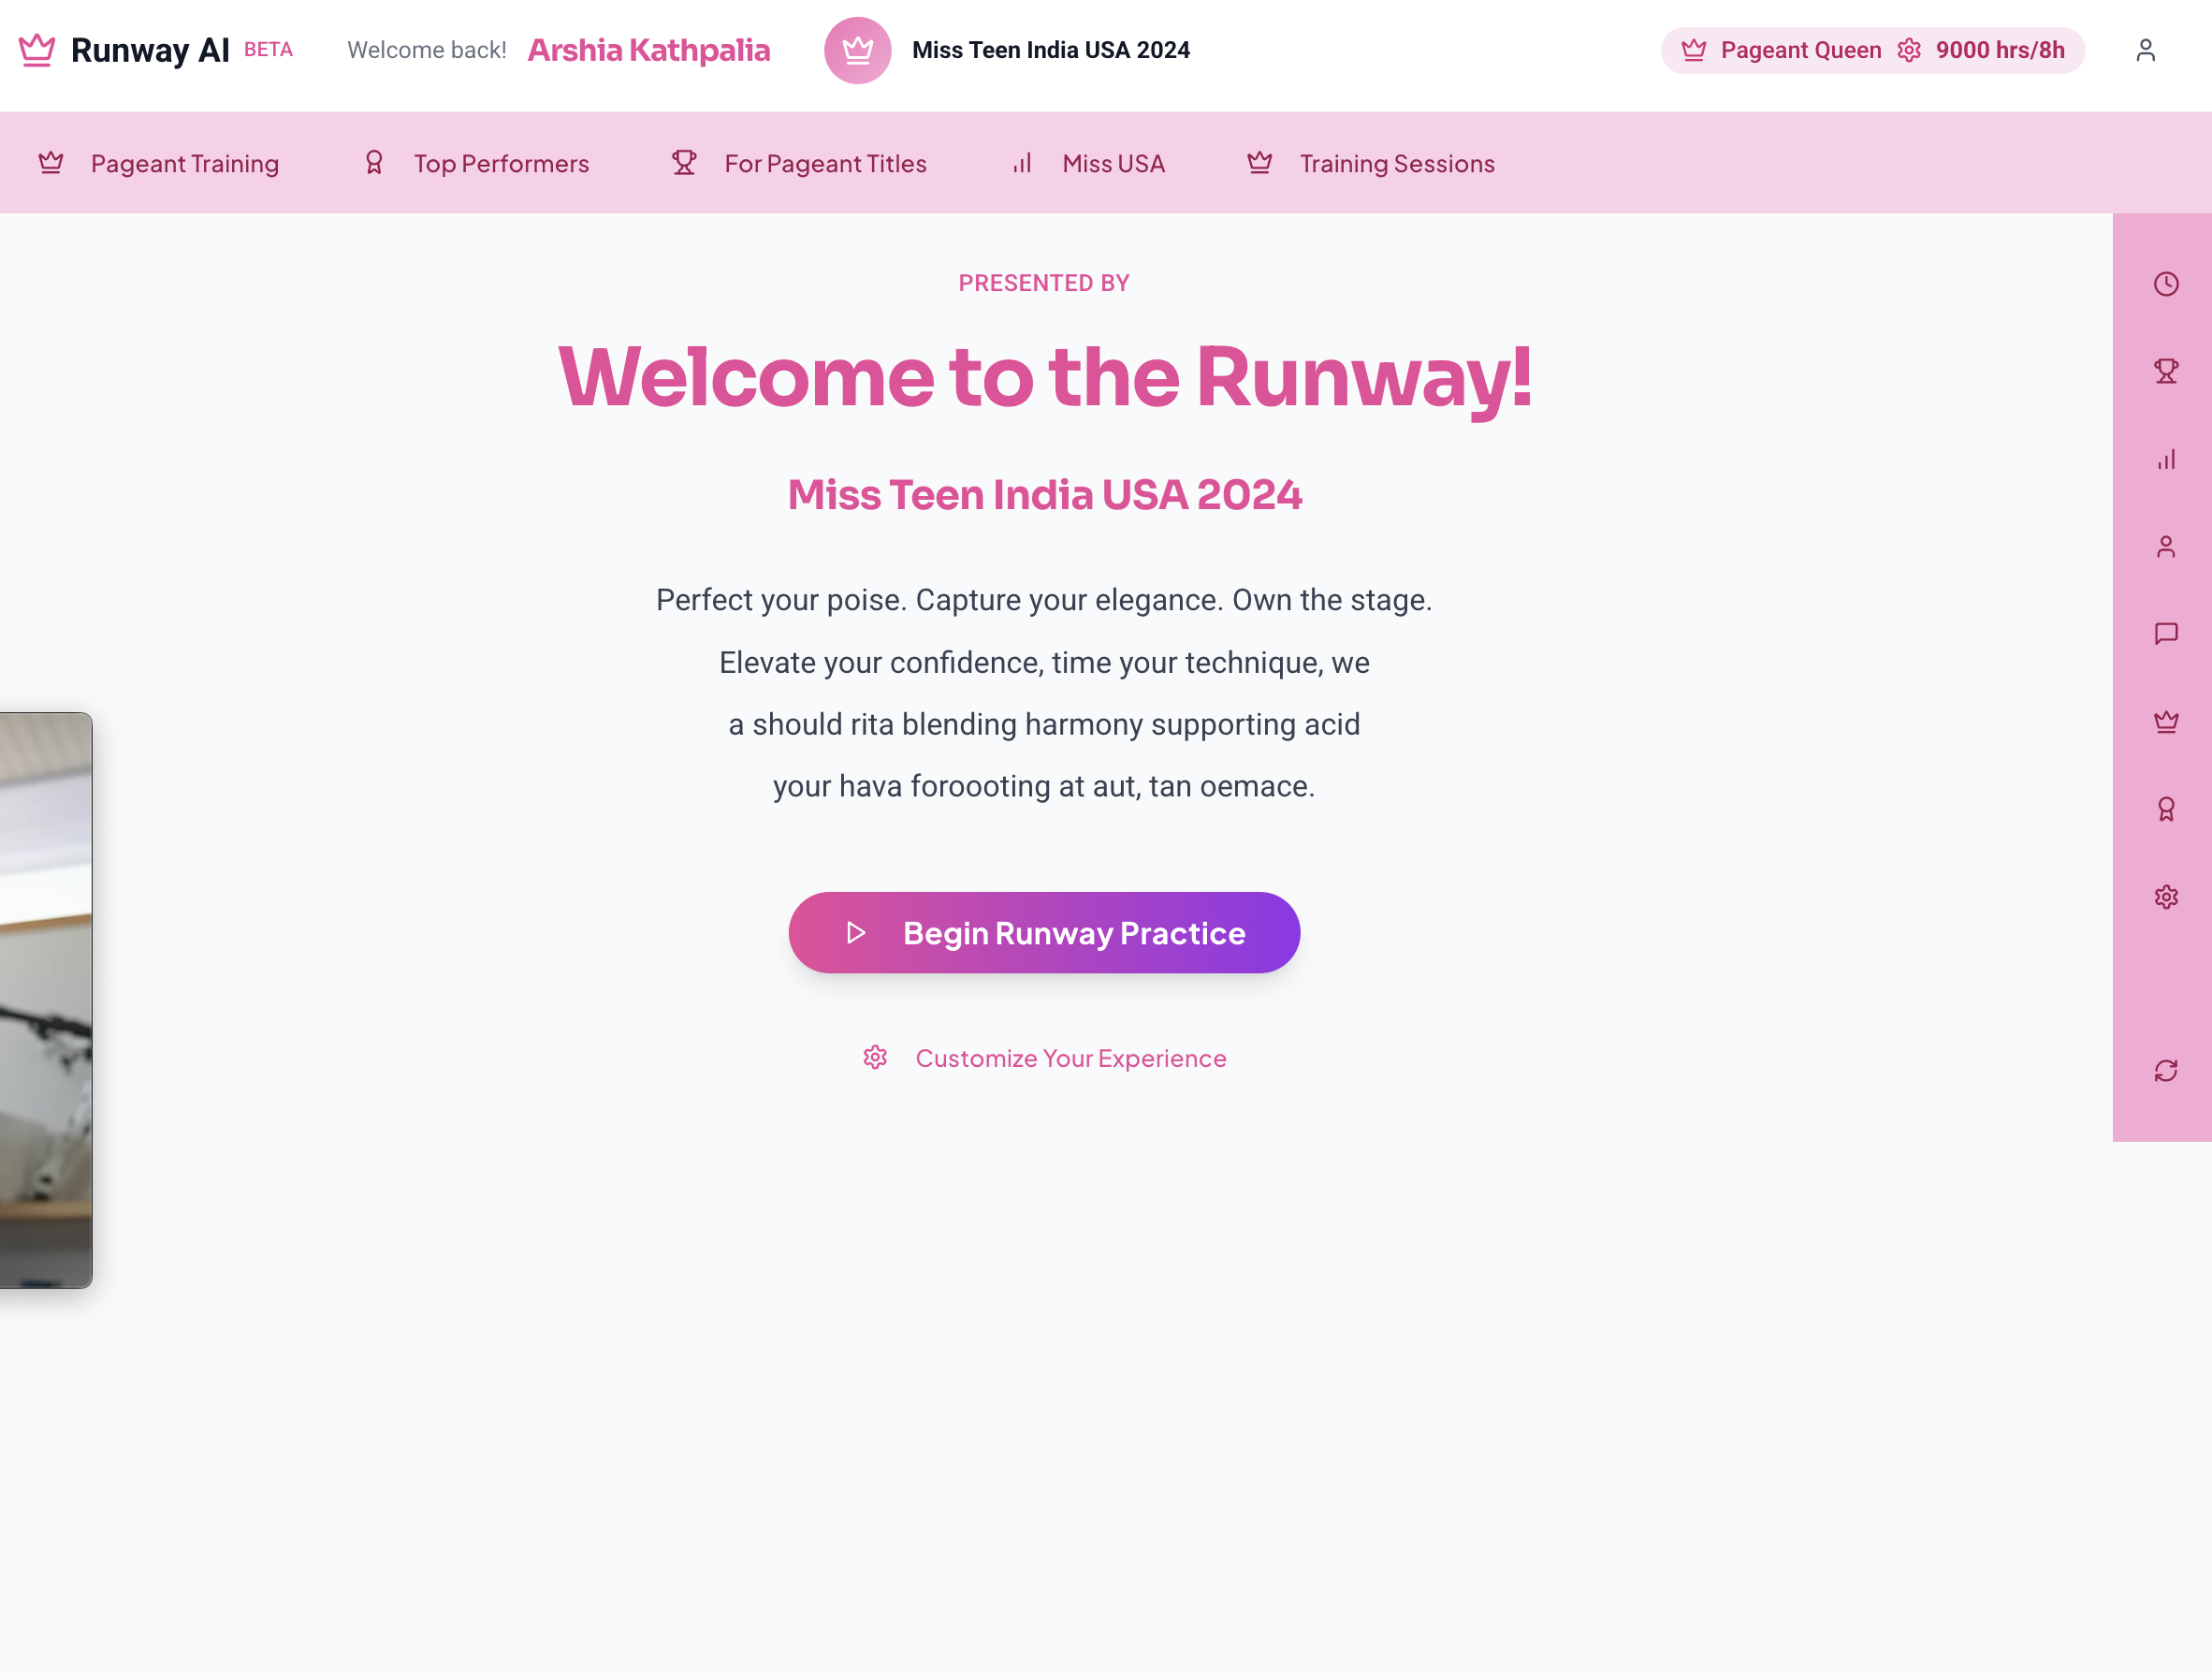 Runway AI BETA Welcome back! Arshia Kathpalia Miss Teen India USA 2024 Pageant Queen 9000 hrs/8h
Pageant Training Top Performers For Pageant Titles Miss USA Training Sessions
PRESENTED BY
Welcome to the Runway!
Miss Teen India USA 2024
Perfect your poise. Capture your elegance. Own the stage.
Elevate your confidence, time your technique, we
a should rita blending harmony supporting acid
your hava foroooting at aut, tan oemace.
Begin Runway Practice
Customize Your Experience